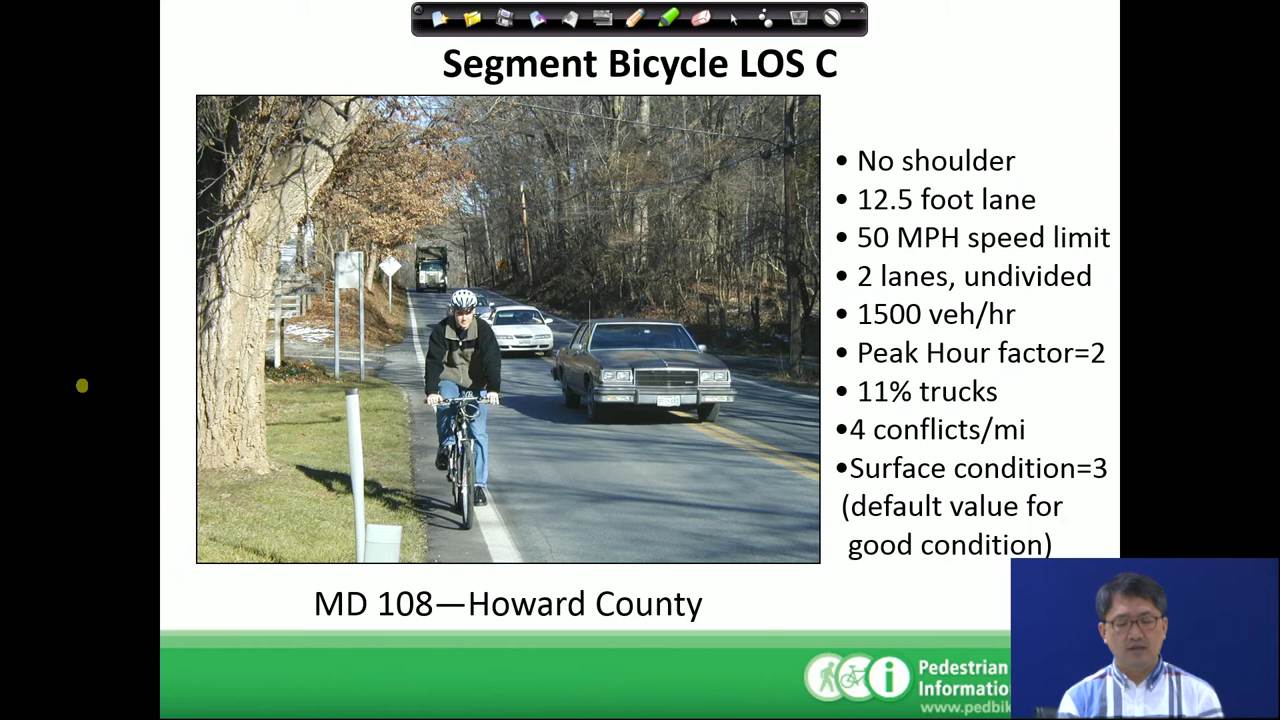 Segment Bicycle LOS C
• No shoulder
• 12.5 foot lane
• 50 MPH speed limit
• 2 lanes, undivided
• 1500 veh/hr
• Peak Hour factor=2
• 11% trucks
•4 conflicts/mi
•Surface condition=3
(default value for
good condition)
MD 108—Howard County
Pedestrian
Informatio
www.pedbik